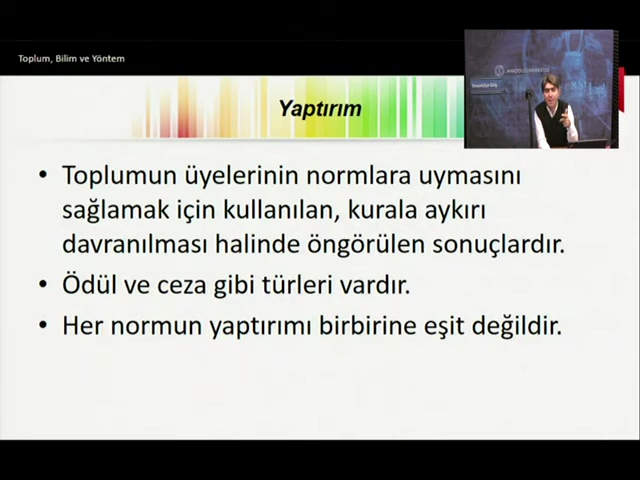 Toplum, Bilim ve Yöntem
Yaptırım
• Toplumun üyelerinin normlara uymasını
sağlamak için kullanılan, kurala aykırı
davranılması halinde öngörülen sonuçlardır.
• Ödül ve ceza gibi türleri vardır.
• Her normun yaptırımı birbirine eşit değildir.